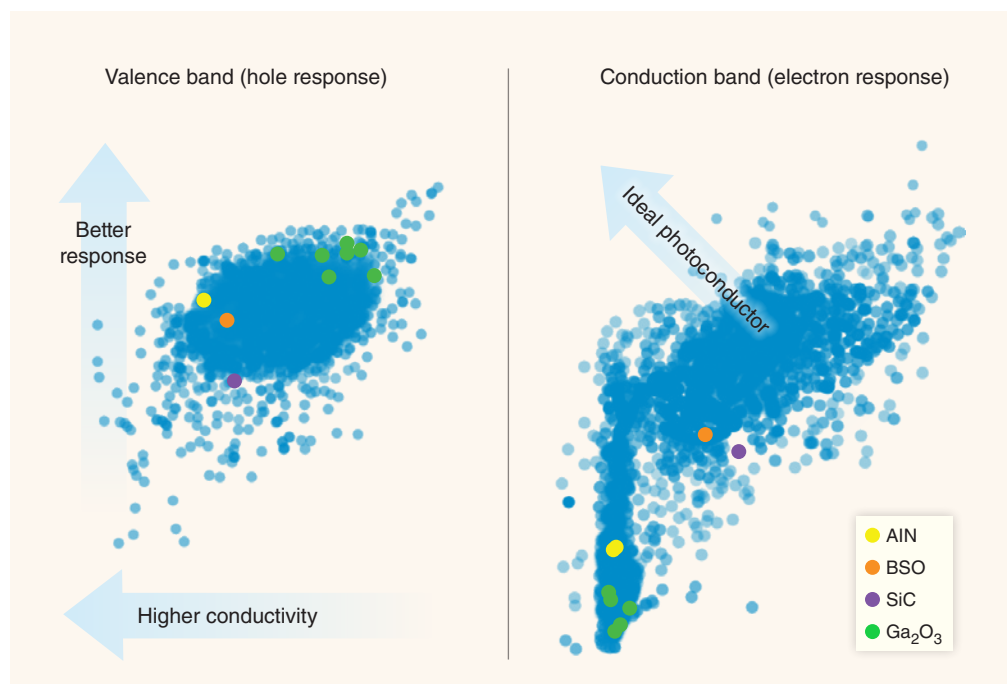 Valence band (hole response)
Conduction band (electron response)
Better
response
Ideal photoconductor
Higher conductivity
AlN
BSO
SiC
Ga₂O₃